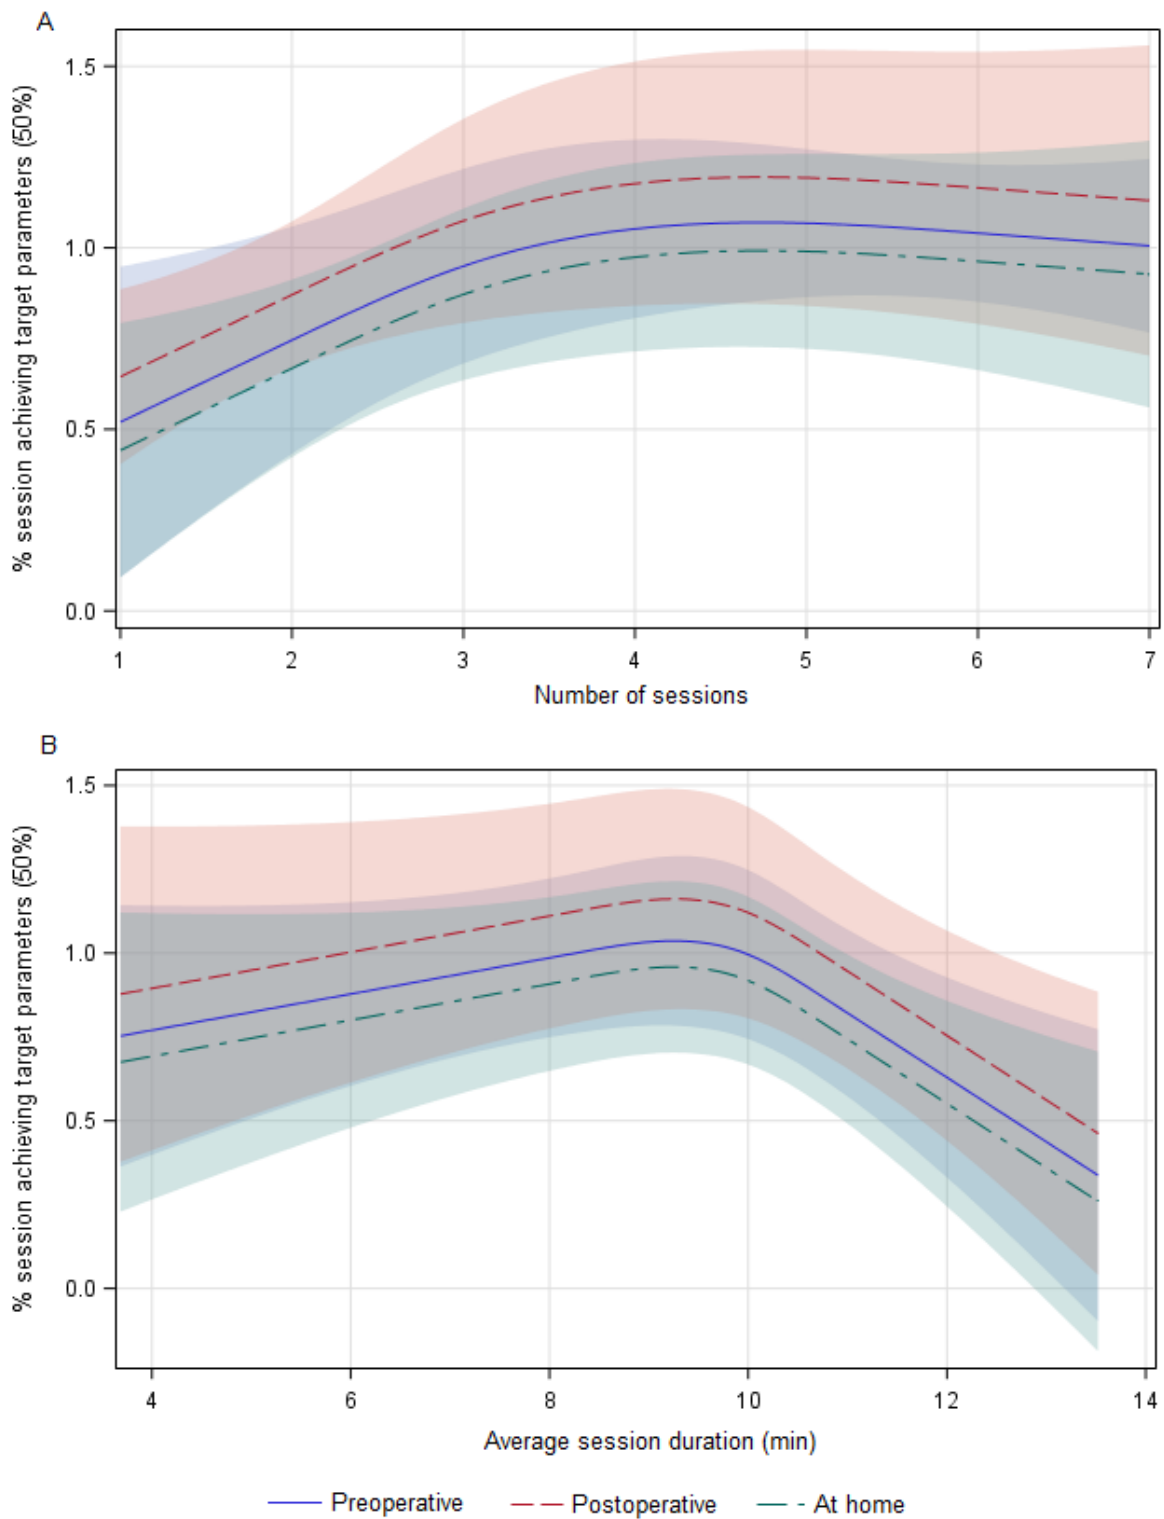 A
% session achieving target parameters (50%)
1.5
1.0
0.5
0.0
1 2 3 4 5 6 7
Number of sessions
B
% session achieving target parameters (50%)
1.5
1.0
0.5
0.0
4 6 8 10 12 14
Average session duration (min)
Preoperative Postoperative At home